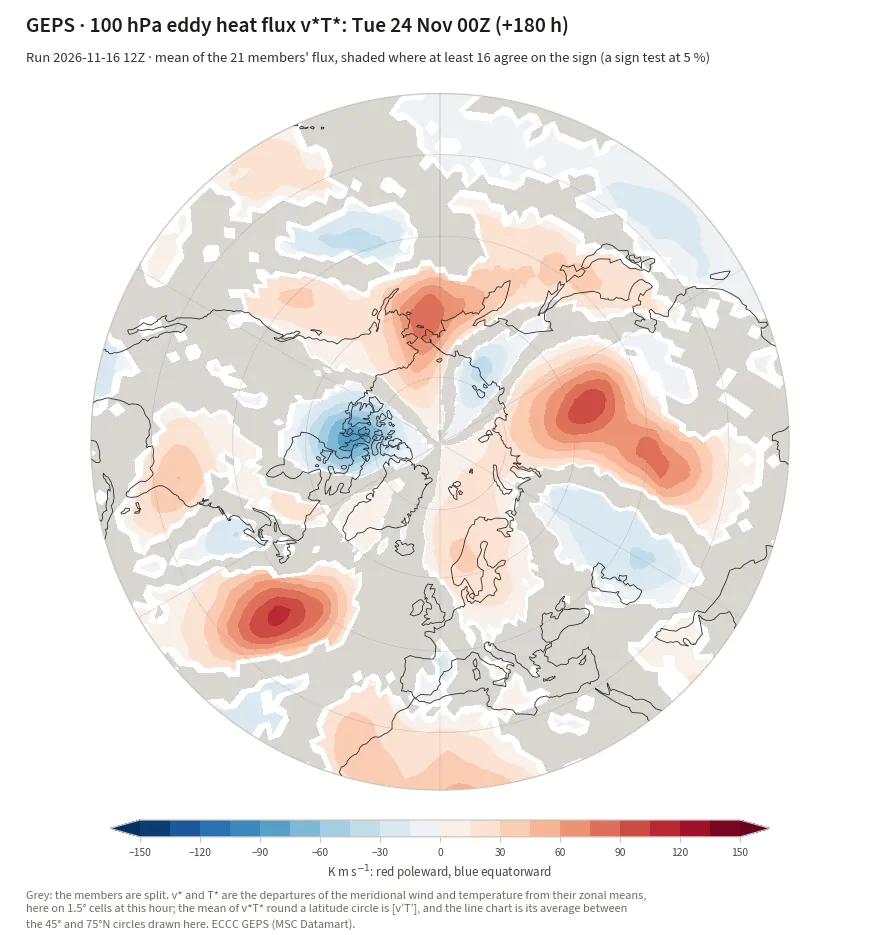 GEPS · 100 hPa eddy heat flux v*T*: Tue 24 Nov 00Z (+180 h)
Run 2026-11-16 12Z · mean of the 21 members' flux, shaded where at least 16 agree on the sign (a sign test at 5 %)
−150 −120 −90 −60 −30 0 30 60 90 120 150
K m s⁻¹: red poleward, blue equatorward
Grey: the members are split. v* and T* are the departures of the meridional wind and temperature from their zonal means,
here on 1.5° cells at this hour; the mean of v*T* round a latitude circle is [v'T'], and the line chart is its average between
the 45° and 75°N circles drawn here. ECCC GEPS (MSC Datamart).